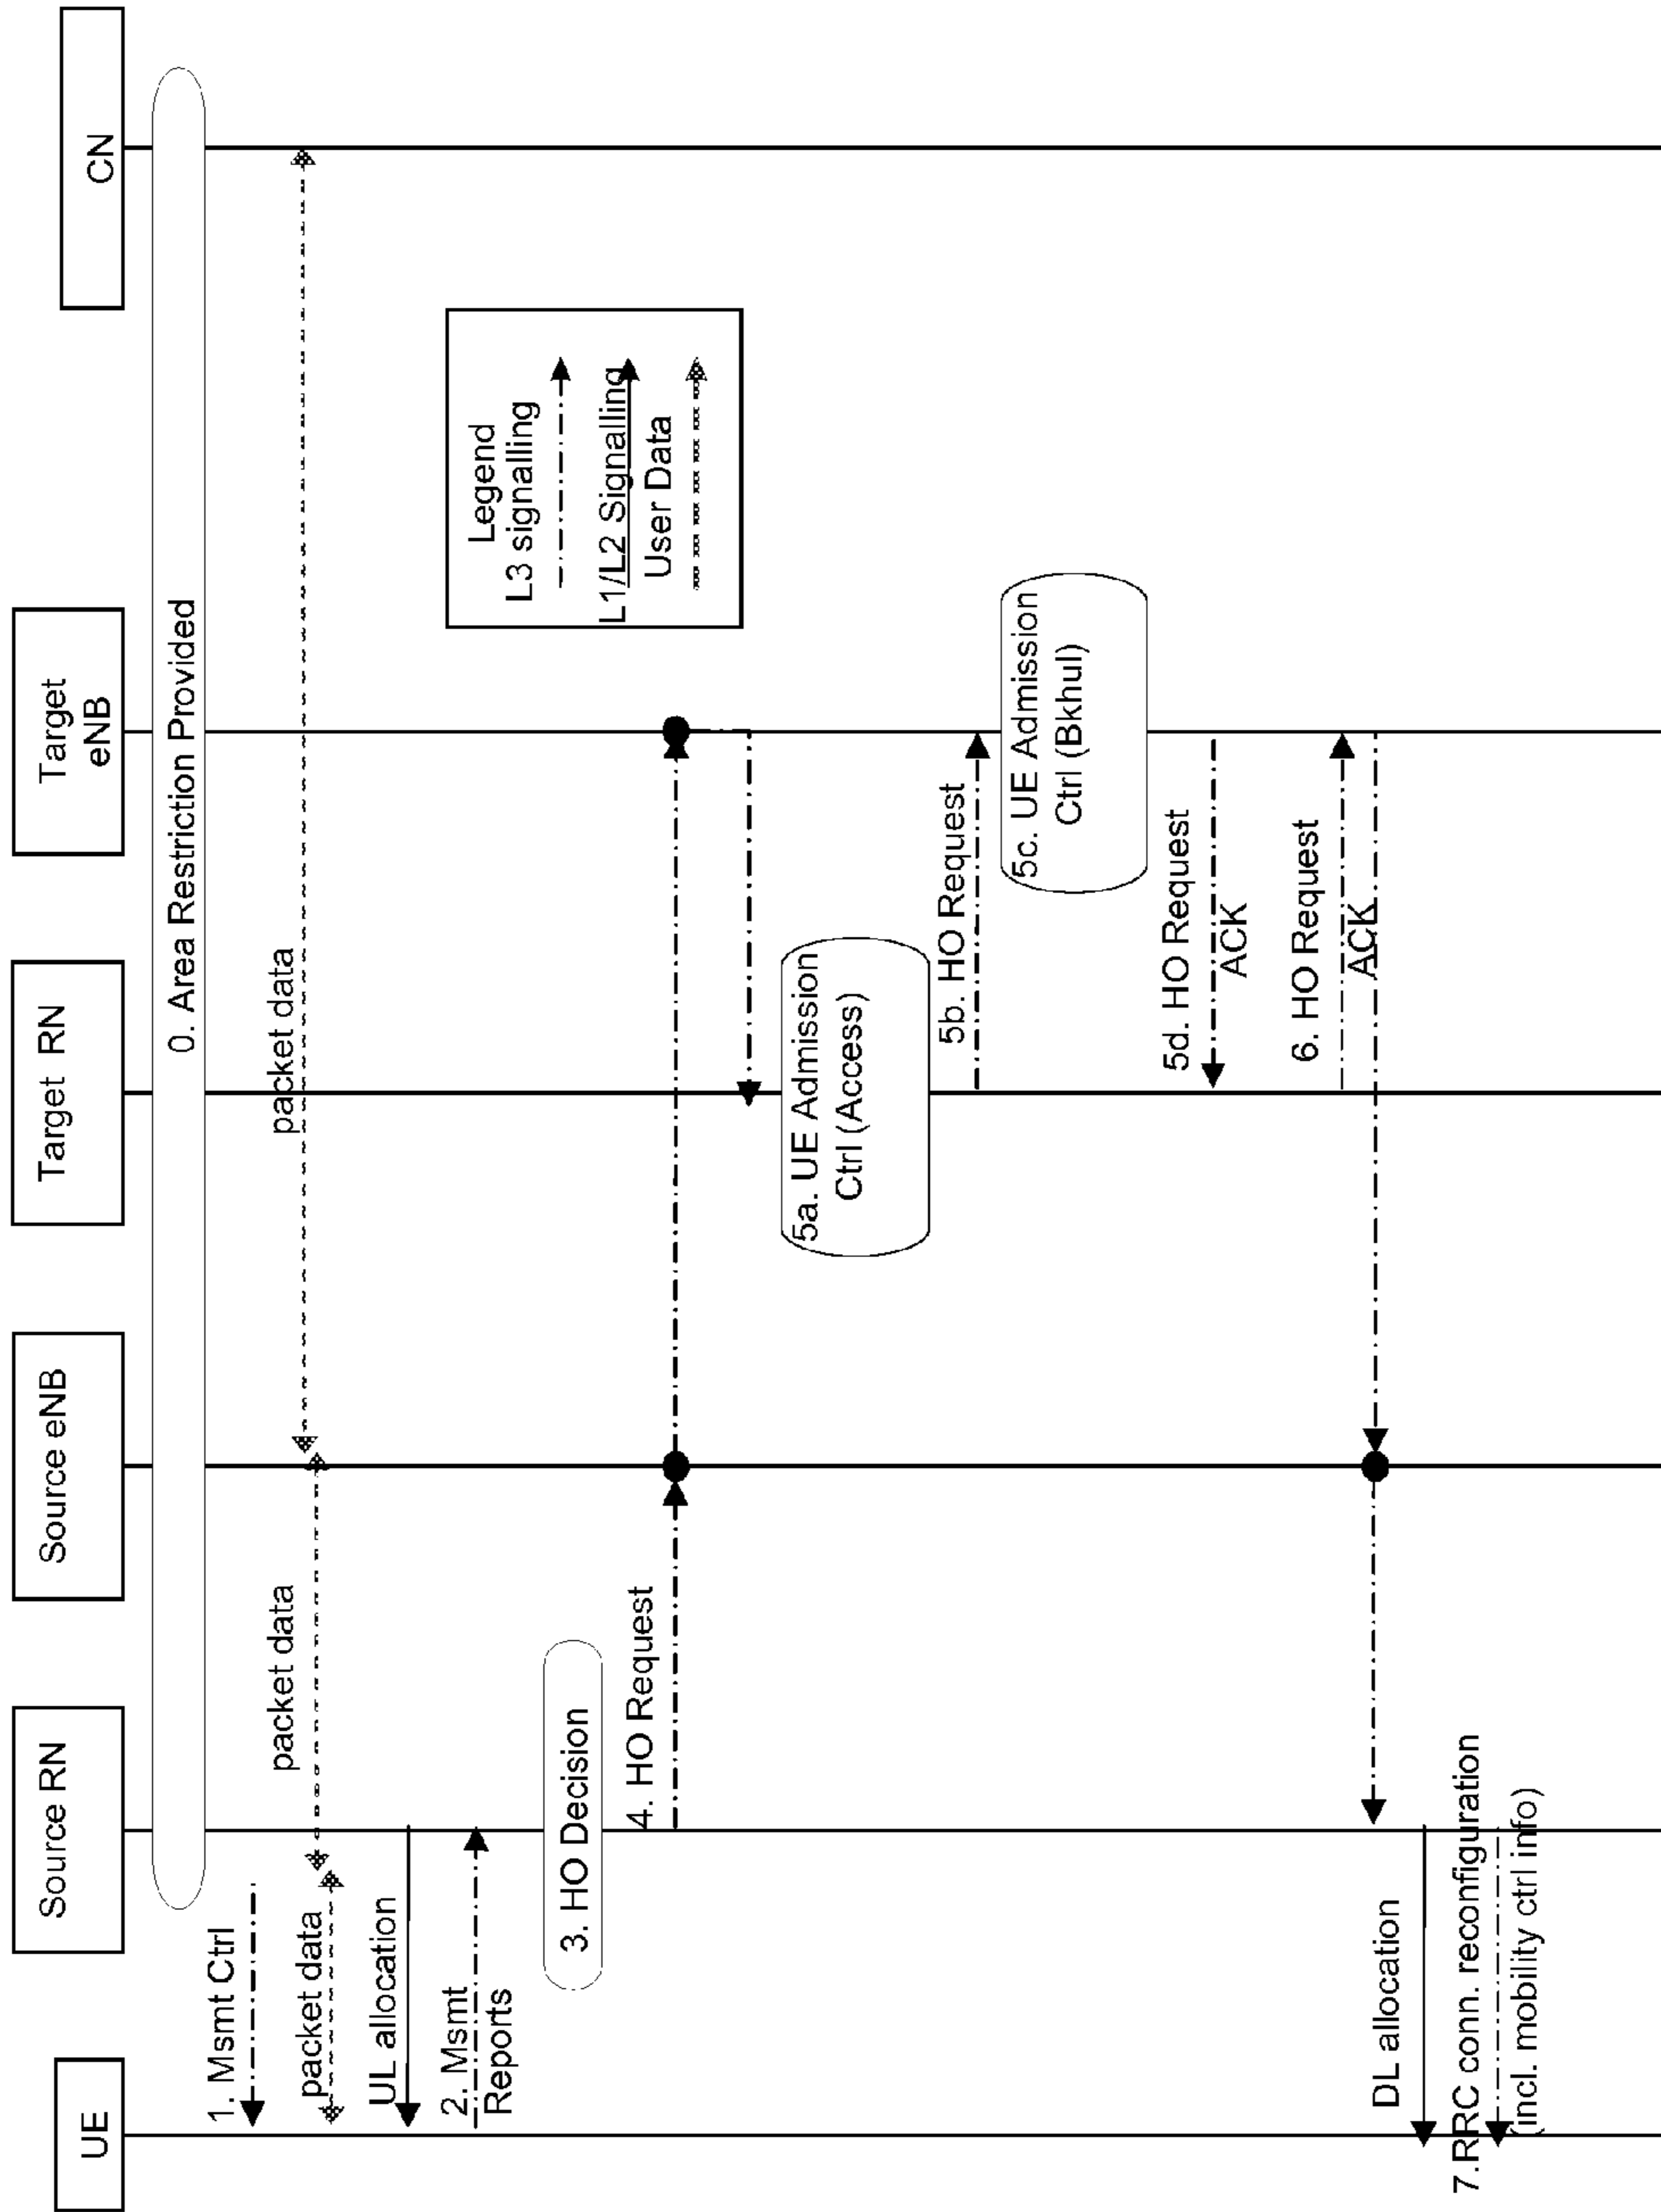 UE
Source RN
Source eNB
Target RN
Target
eNB
CN
0. Area Restriction Provided
1. Msmt Ctrl
packet data
packet data
packet data
UL allocation
2. Msmt
Reports
Legend
L3 signalling
L1/L2 Signalling
User Data
3. HO Decision
4. HO Request
5a. UE Admission
Ctrl (Access)
5b. HO Request
5c. UE Admission
Ctrl (Bkhul)
5d. HO Request
ACK
6. HO Request
ACK
DL allocation
7.RRC conn. reconfiguration
(incl. mobility ctrl info)